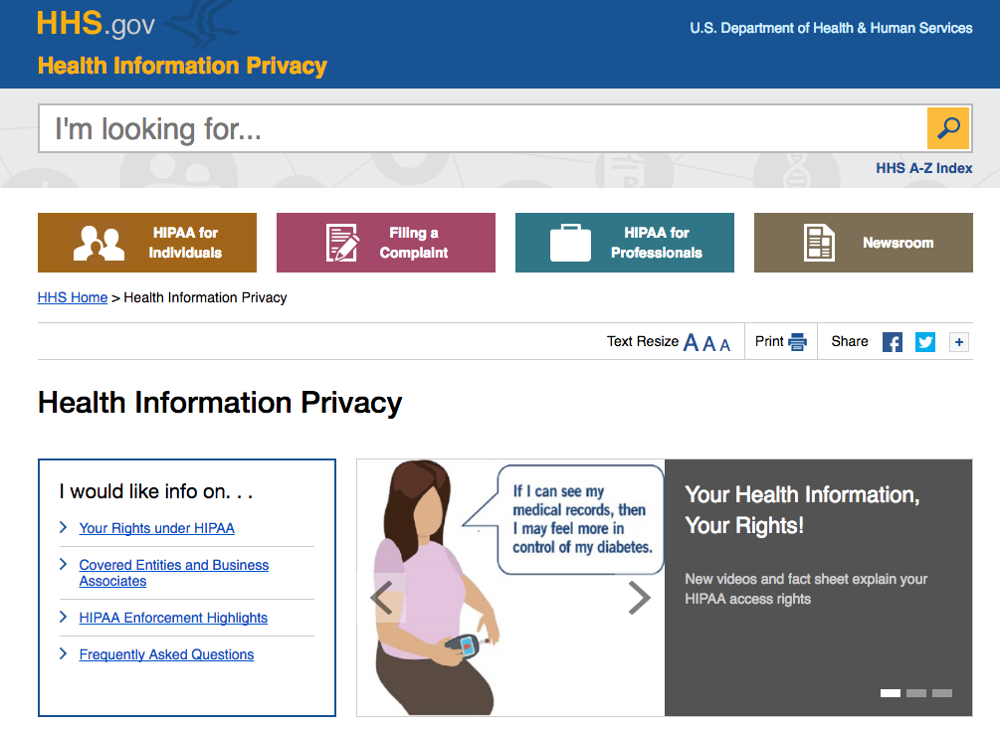 HHS.gov
U.S. Department of Health & Human Services
Health Information Privacy
I'm looking for...
HHS A-Z Index
HIPAA for
Individuals
Filing a
Complaint
HIPAA for
Professionals
Newsroom
HHS Home > Health Information Privacy
Text Resize A A A
Print
Share
Health Information Privacy
I would like info on. . .
Your Rights under HIPAA
Covered Entities and Business
Associates
HIPAA Enforcement Highlights
Frequently Asked Questions
If I can see my
medical records, then
I may feel more in
control of my diabetes.
Your Health Information,
Your Rights!
New videos and fact sheet explain your
HIPAA access rights